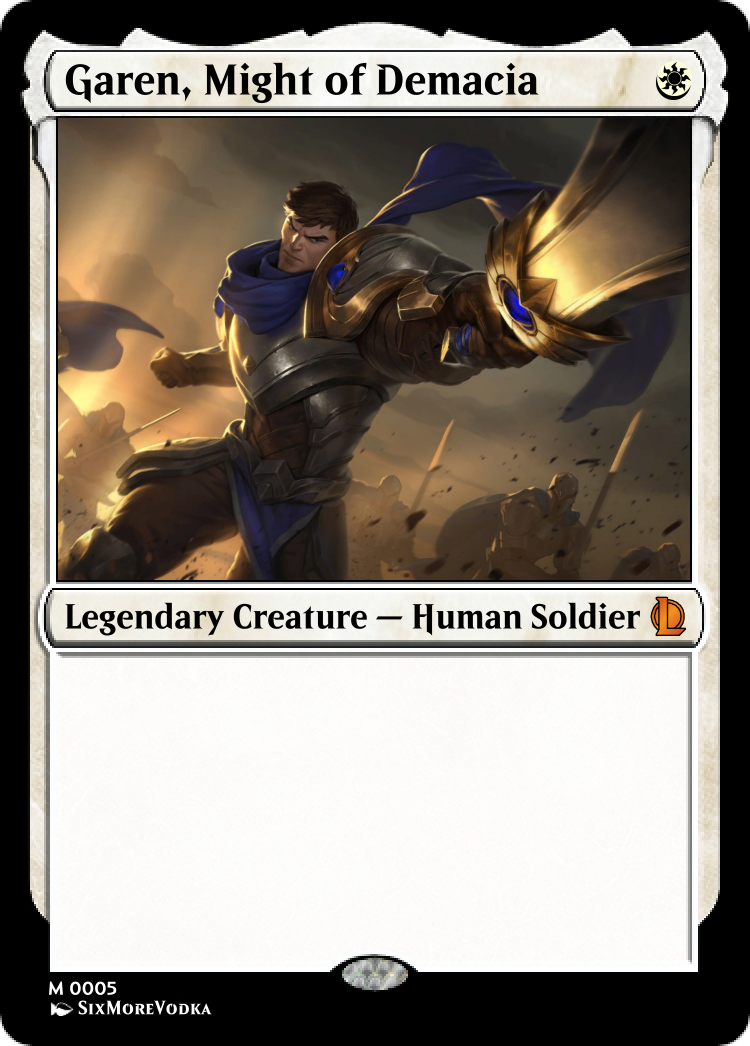 Garen, Might of Demacia
Legendary Creature — Human Soldier
M 0005
SixMoreVodka